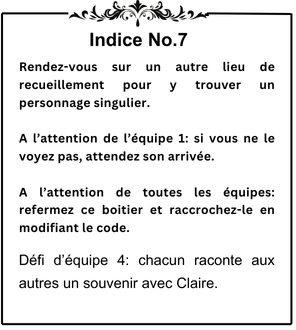 Indice No.7
Rendez-vous sur un autre lieu de
recueillement pour y trouver un
personnage singulier.
A l’attention de l’équipe 1: si vous ne le
voyez pas, attendez son arrivée.
A l’attention de toutes les équipes:
refermez ce boitier et raccrochez-le en
modifiant le code.
Défi d’équipe 4: chacun raconte aux
autres un souvenir avec Claire.